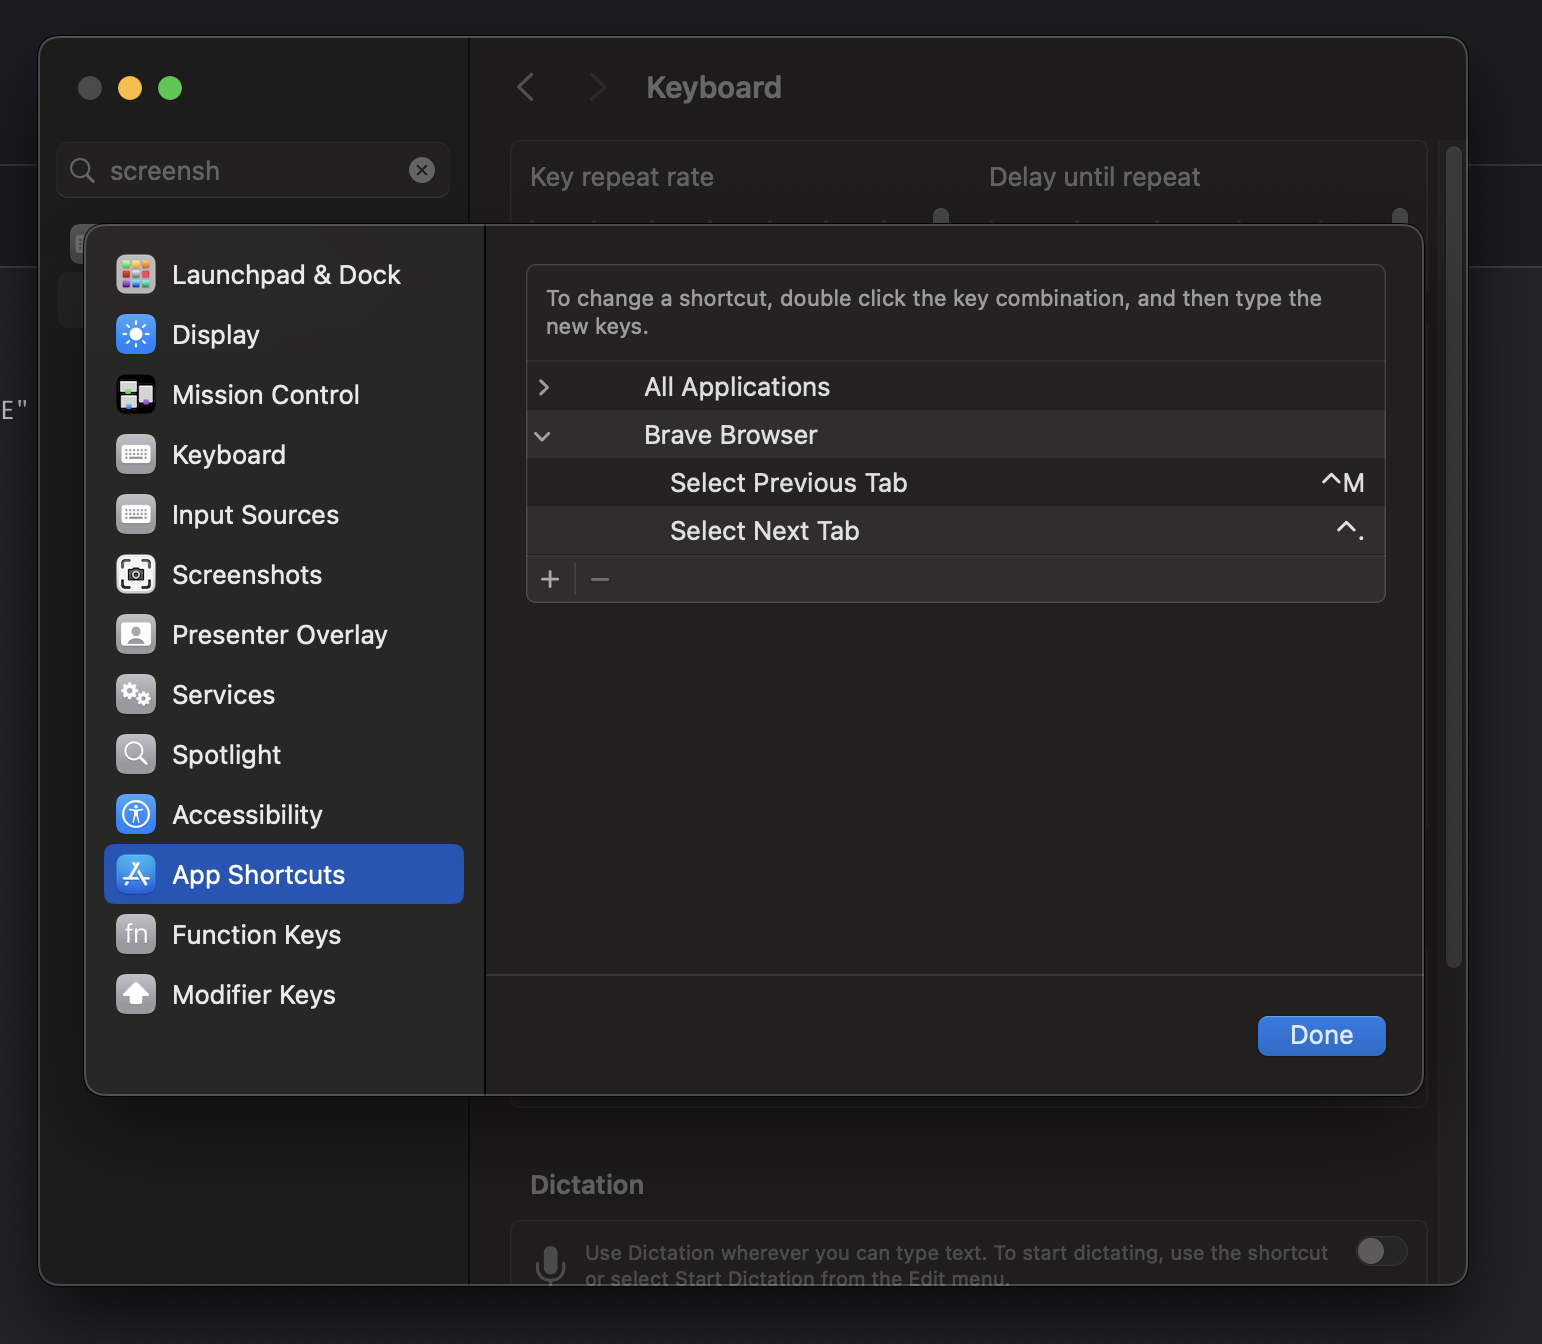 Keyboard
screensh
Key repeat rate
Delay until repeat
E"
Launchpad & Dock
Display
Mission Control
Keyboard
Input Sources
Screenshots
Presenter Overlay
Services
Spotlight
Accessibility
App Shortcuts
fn Function Keys
Modifier Keys
To change a shortcut, double click the key combination, and then type the
new keys.
All Applications
Brave Browser
Select Previous Tab ^M
Select Next Tab ^.
+ −
Done
Dictation
Use Dictation wherever you can type text. To start dictating, use the shortcut
or select Start Dictation from the Edit menu.